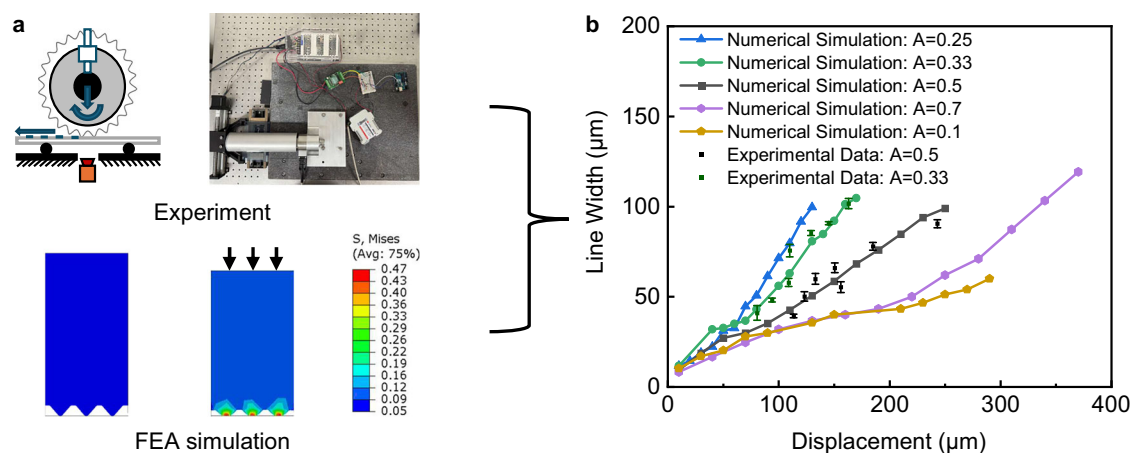 a
Experiment
S, Mises
(Avg: 75%)
0.47
0.43
0.40
0.36
0.33
0.29
0.26
0.22
0.19
0.16
0.12
0.09
0.05
FEA simulation
b
200
150
100
50
0
Line Width (µm)
Numerical Simulation: A=0.25
Numerical Simulation: A=0.33
Numerical Simulation: A=0.5
Numerical Simulation: A=0.7
Numerical Simulation: A=0.1
Experimental Data: A=0.5
Experimental Data: A=0.33
0
100
200
300
400
Displacement (µm)